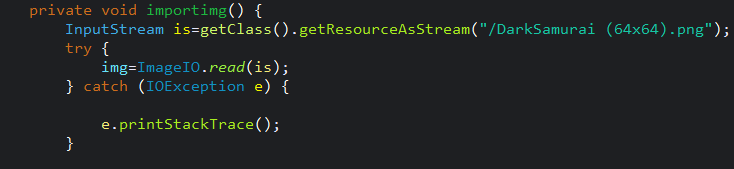 private void importimg() {
InputStream is=getClass().getResourceAsStream("/DarkSamurai (64x64).png");
try {
img=ImageIO.read(is);
} catch (IOException e) {
e.printStackTrace();
}